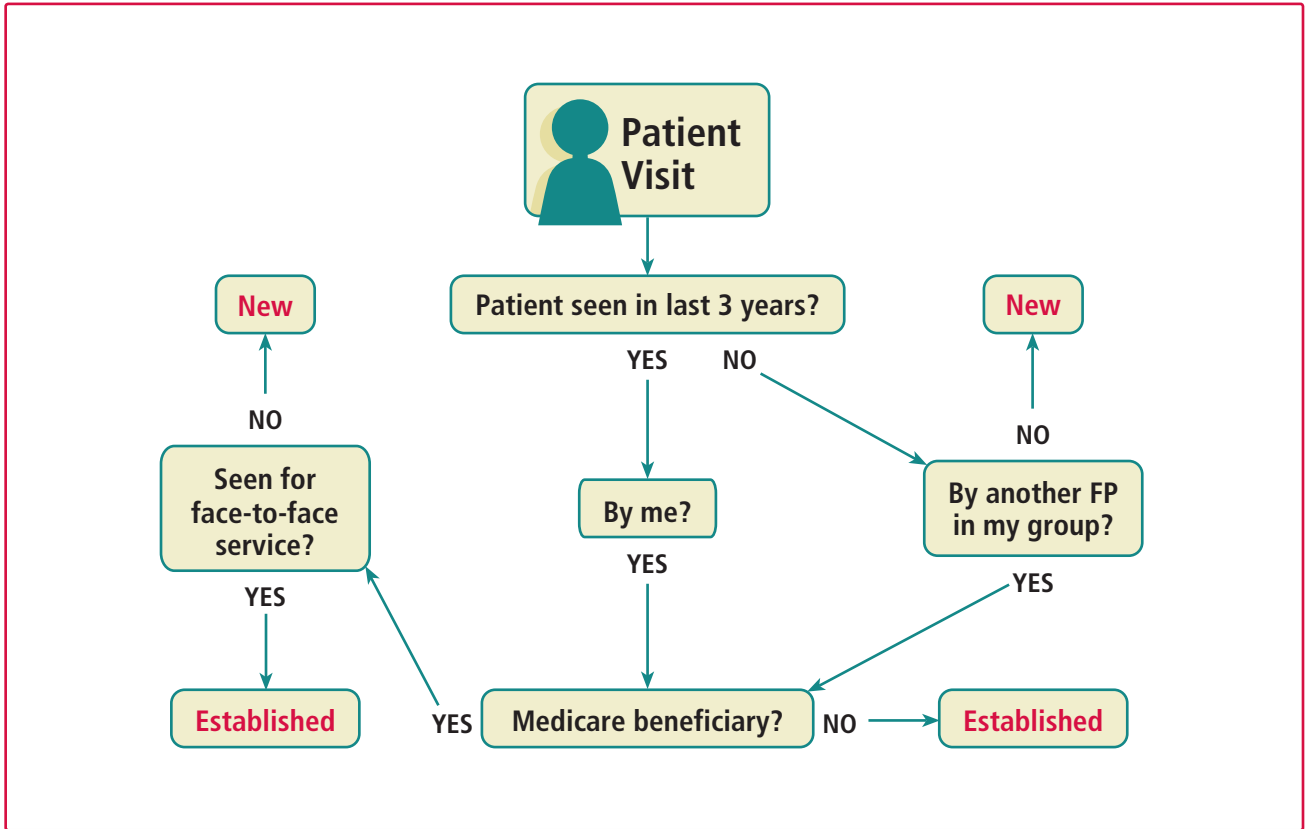 Patient
Visit
Patient seen in last 3 years?
New
New
YES
NO
NO
NO
Seen for
face-to-face
service?
By me?
By another FP
in my group?
YES
YES
YES
Established
YES
Medicare beneficiary?
NO
Established